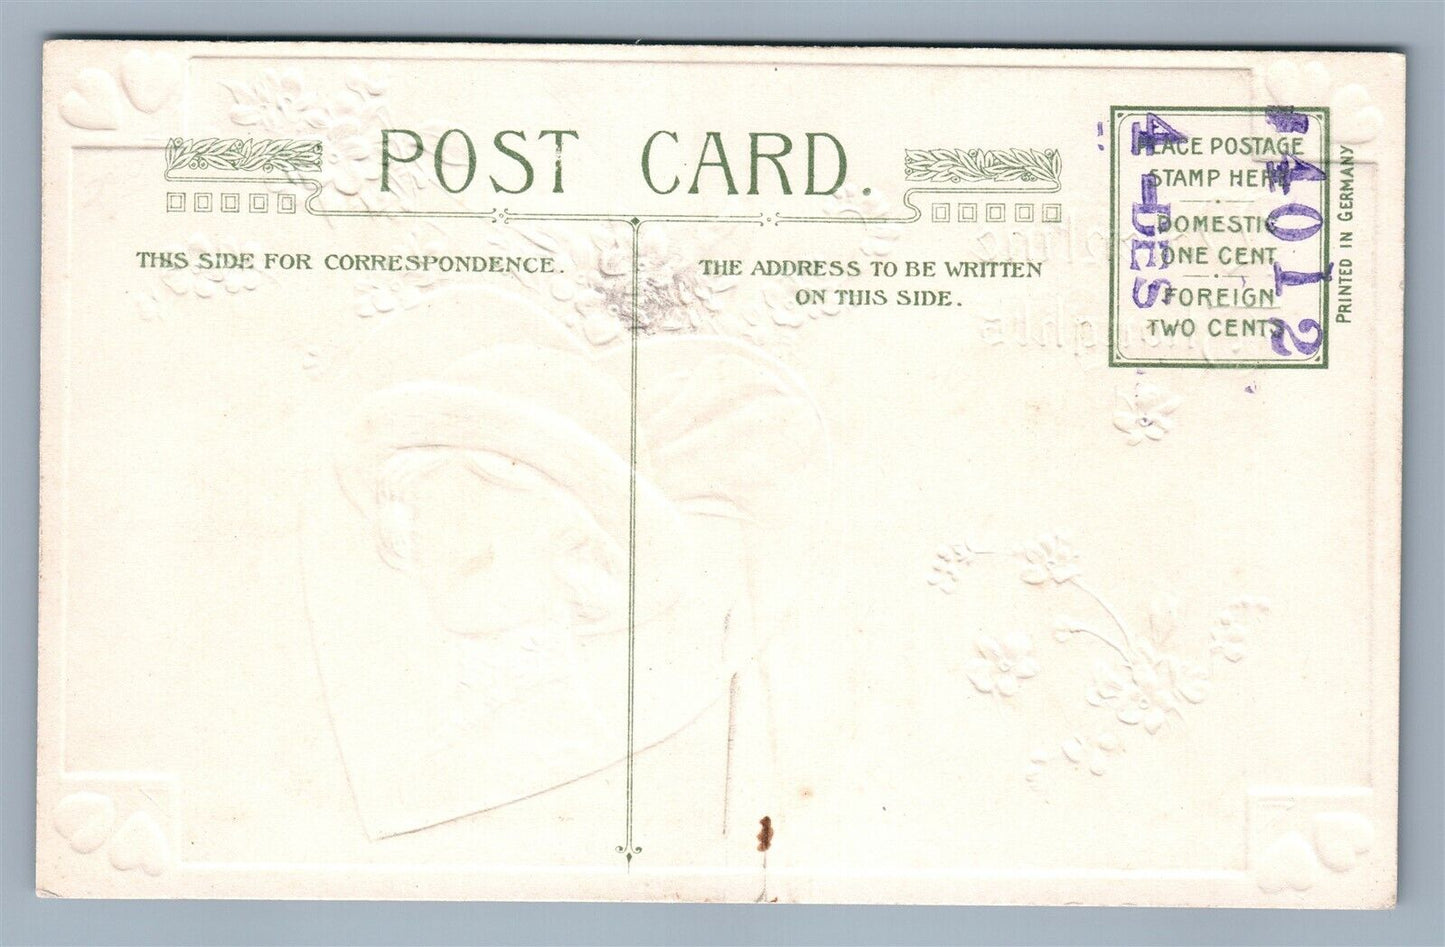 POST CARD.
THIS SIDE FOR CORRESPONDENCE.
THE ADDRESS TO BE WRITTEN
ON THIS SIDE.
PLACE POSTAGE
STAMP HERE
DOMESTIC
ONE CENT
FOREIGN
TWO CENTS
PRINTED IN GERMANY